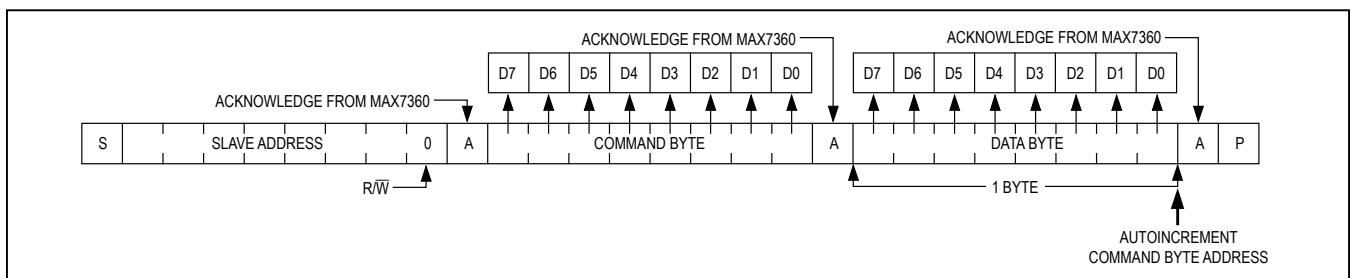 ACKNOWLEDGE FROM MAX7360
ACKNOWLEDGE FROM MAX7360
D7 D6 D5 D4 D3 D2 D1 D0
D7 D6 D5 D4 D3 D2 D1 D0
ACKNOWLEDGE FROM MAX7360
S SLAVE ADDRESS 0 A COMMAND BYTE A DATA BYTE A P
R/W̅
1 BYTE
AUTOINCREMENT
COMMAND BYTE ADDRESS